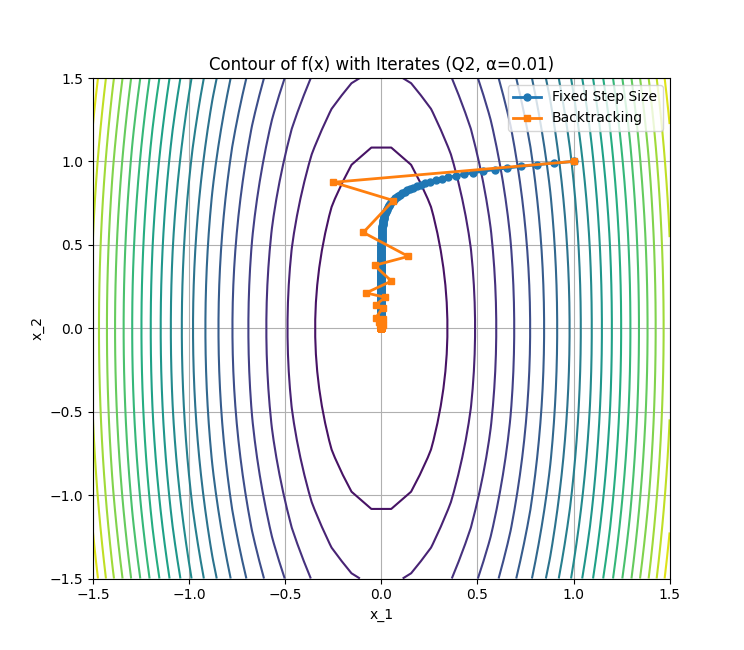 Contour of f(x) with Iterates (Q2, α=0.01)
Fixed Step Size
Backtracking
x_2
1.5
1.0
0.5
0.0
−0.5
−1.0
−1.5
−1.5 −1.0 −0.5 0.0 0.5 1.0 1.5
x_1